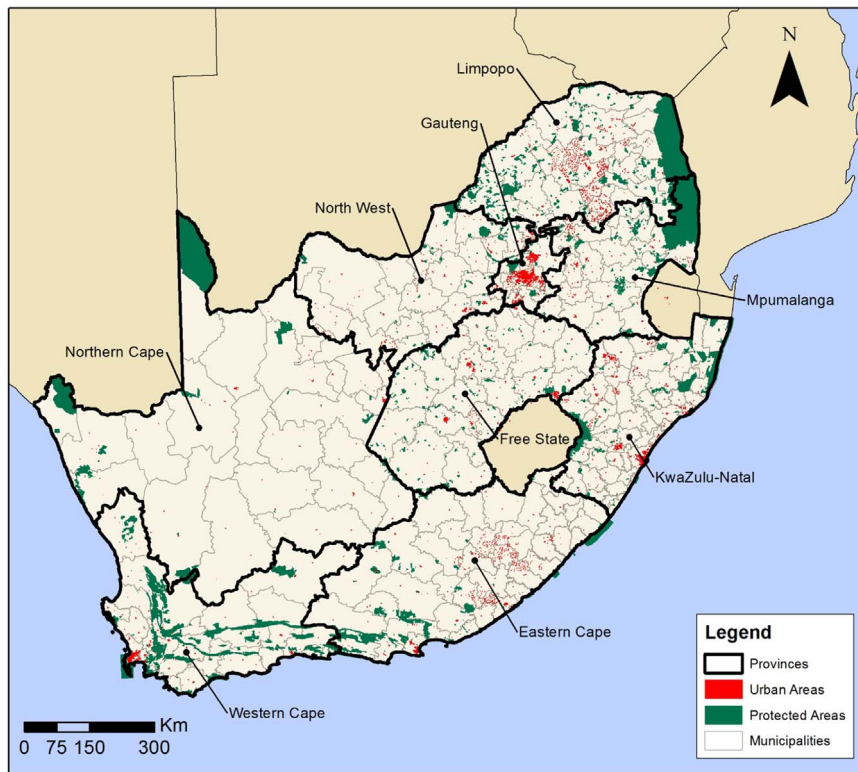 N
Limpopo
Gauteng
North West
Mpumalanga
Northern Cape
Free State
KwaZulu-Natal
Eastern Cape
Western Cape
Legend
Provinces
Urban Areas
Protected Areas
Municipalities
Km
0 75 150 300